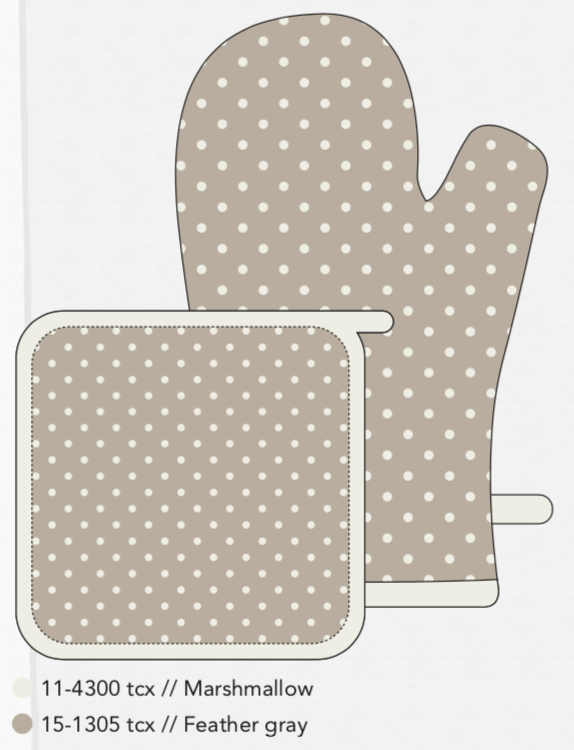 11-4300 tcx // Marshmallow
15-1305 tcx // Feather gray